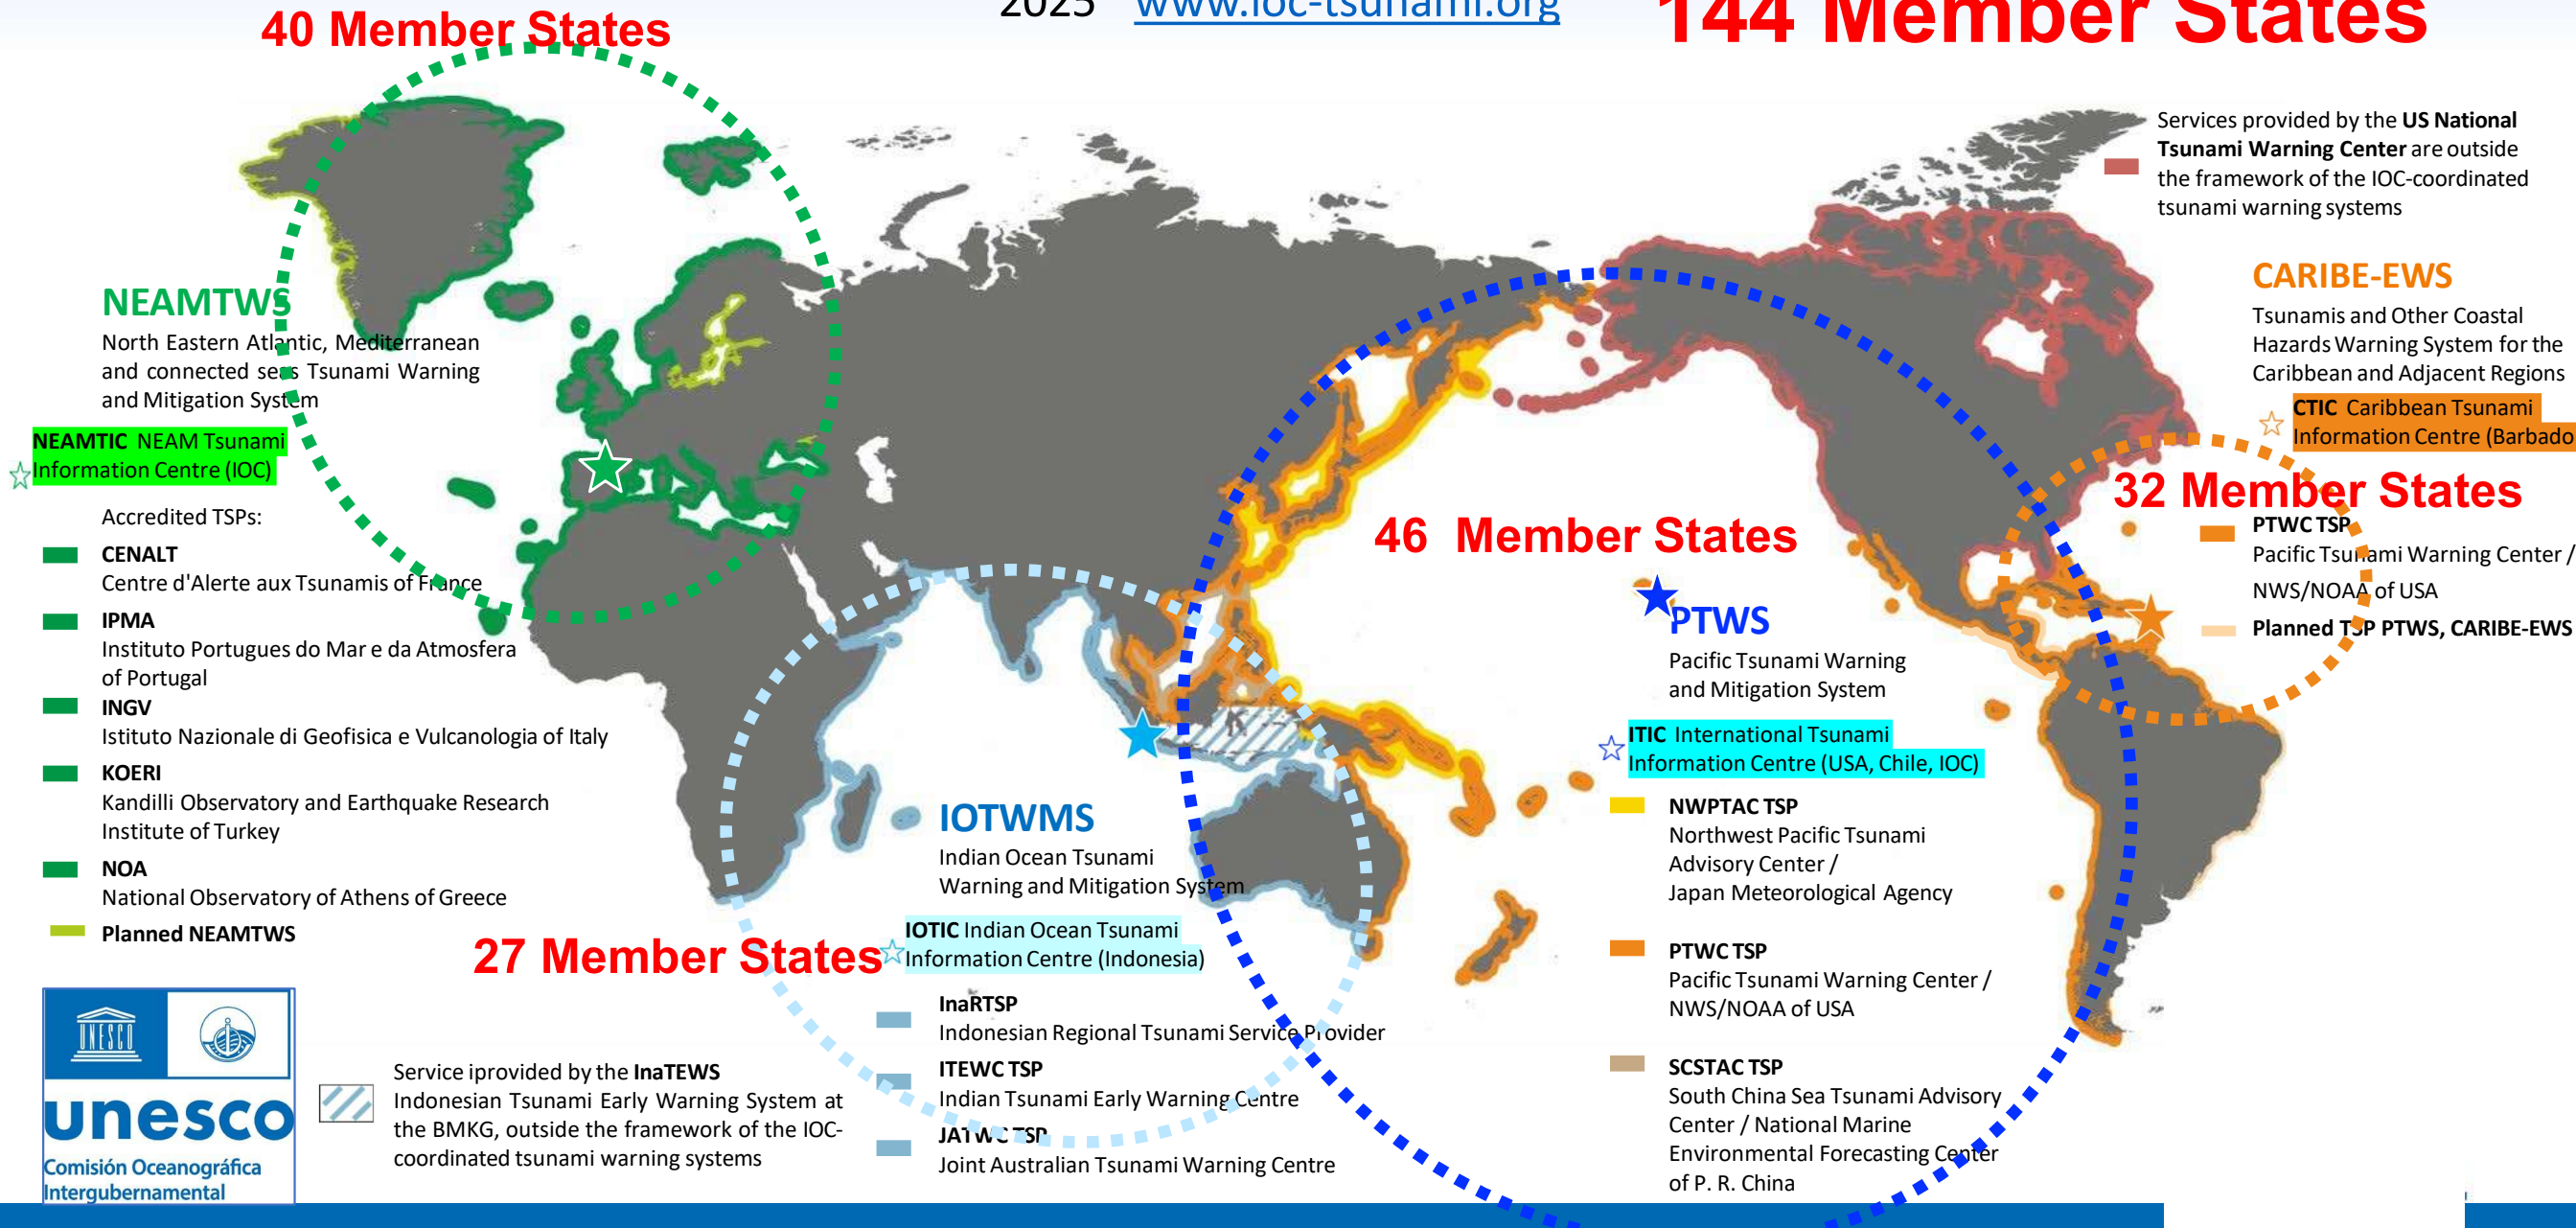 2025 www.ioc-tsunami.org
144 Member States
40 Member States
Services provided by the US National
Tsunami Warning Center are outside
the framework of the IOC-coordinated
tsunami warning systems
NEAMTWS
North Eastern Atlantic, Mediterranean
and connected seas Tsunami Warning
and Mitigation System
NEAMTIC NEAM Tsunami
Information Centre (IOC)
Accredited TSPs:
CENALT
Centre d'Alerte aux Tsunamis of France
IPMA
Instituto Portugues do Mar e da Atmosfera
of Portugal
INGV
Istituto Nazionale di Geofisica e Vulcanologia of Italy
KOERI
Kandilli Observatory and Earthquake Research
Institute of Turkey
NOA
National Observatory of Athens of Greece
Planned NEAMTWS
CARIBE-EWS
Tsunamis and Other Coastal
Hazards Warning System for the
Caribbean and Adjacent Regions
CTIC Caribbean Tsunami
Information Centre (Barbado
32 Member States
PTWC TSP
Pacific Tsunami Warning Center /
NWS/NOAA of USA
Planned TSP PTWS, CARIBE-EWS
46 Member States
PTWS
Pacific Tsunami Warning
and Mitigation System
ITIC International Tsunami
Information Centre (USA, Chile, IOC)
NWPTAC TSP
Northwest Pacific Tsunami
Advisory Center /
Japan Meteorological Agency
PTWC TSP
Pacific Tsunami Warning Center /
NWS/NOAA of USA
SCSTAC TSP
South China Sea Tsunami Advisory
Center / National Marine
Environmental Forecasting Center
of P. R. China
IOTWMS
Indian Ocean Tsunami
Warning and Mitigation System
27 Member States
IOTIC Indian Ocean Tsunami
Information Centre (Indonesia)
InaRTSP
Indonesian Regional Tsunami Service Provider
ITEWC TSP
Indian Tsunami Early Warning Centre
JATWC TSP
Joint Australian Tsunami Warning Centre
Service iprovided by the InaTEWS
Indonesian Tsunami Early Warning System at
the BMKG, outside the framework of the IOC-
coordinated tsunami warning systems
UNESCO
unesco
Comisión Oceanográfica
Intergubernamental